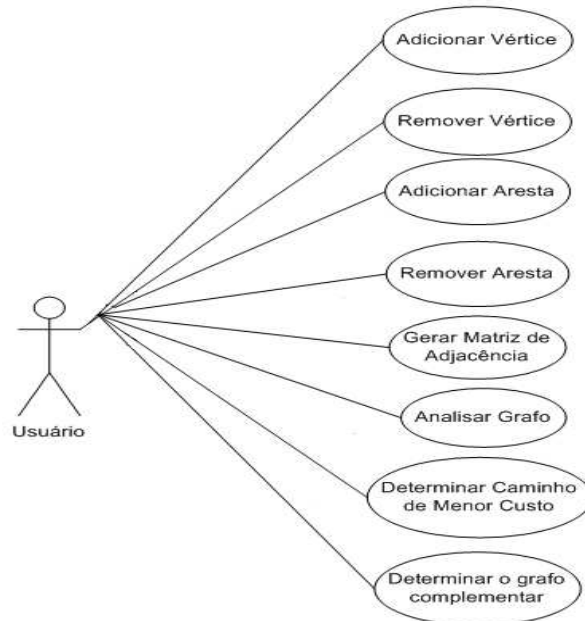 Adicionar Vértice
Remover Vértice
Adicionar Aresta
Remover Aresta
Gerar Matriz de
Adjacência
Analisar Grafo
Usuário
Determinar Caminho
de Menor Custo
Determinar o grafo
complementar